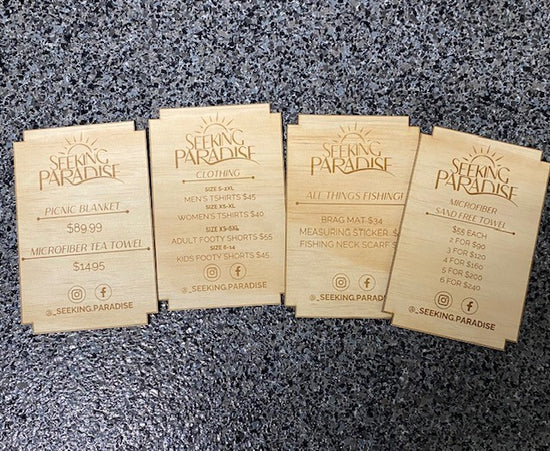 SEEKING
PARADISE
PICNIC BLANKET
$89.99
MICROFIBER TEA TOWEL
$14.95
@_SEEKING.PARADISE
SEEKING
PARADISE
CLOTHING
SIZE S-2XL
MEN'S TSHIRTS $45
SIZE XS-XL
WOMEN'S TSHIRTS $40
SIZE XS-5XL
ADULT FOOTY SHORTS $55
SIZE 6-14
KIDS FOOTY SHORTS $45
@_SEEKING.PARADISE
SEEKING
PARADISE
ALL THINGS FISHING!
BRAG MAT $34
MEASURING STICKER $
FISHING NECK SCARF $
@_SEEKING.PARADISE
SEEKING
PARADISE
MICROFIBER
SAND FREE TOWEL
$55 EACH
2 FOR $90
3 FOR $120
4 FOR $160
5 FOR $200
6 FOR $240
@_SEEKING.PARADISE